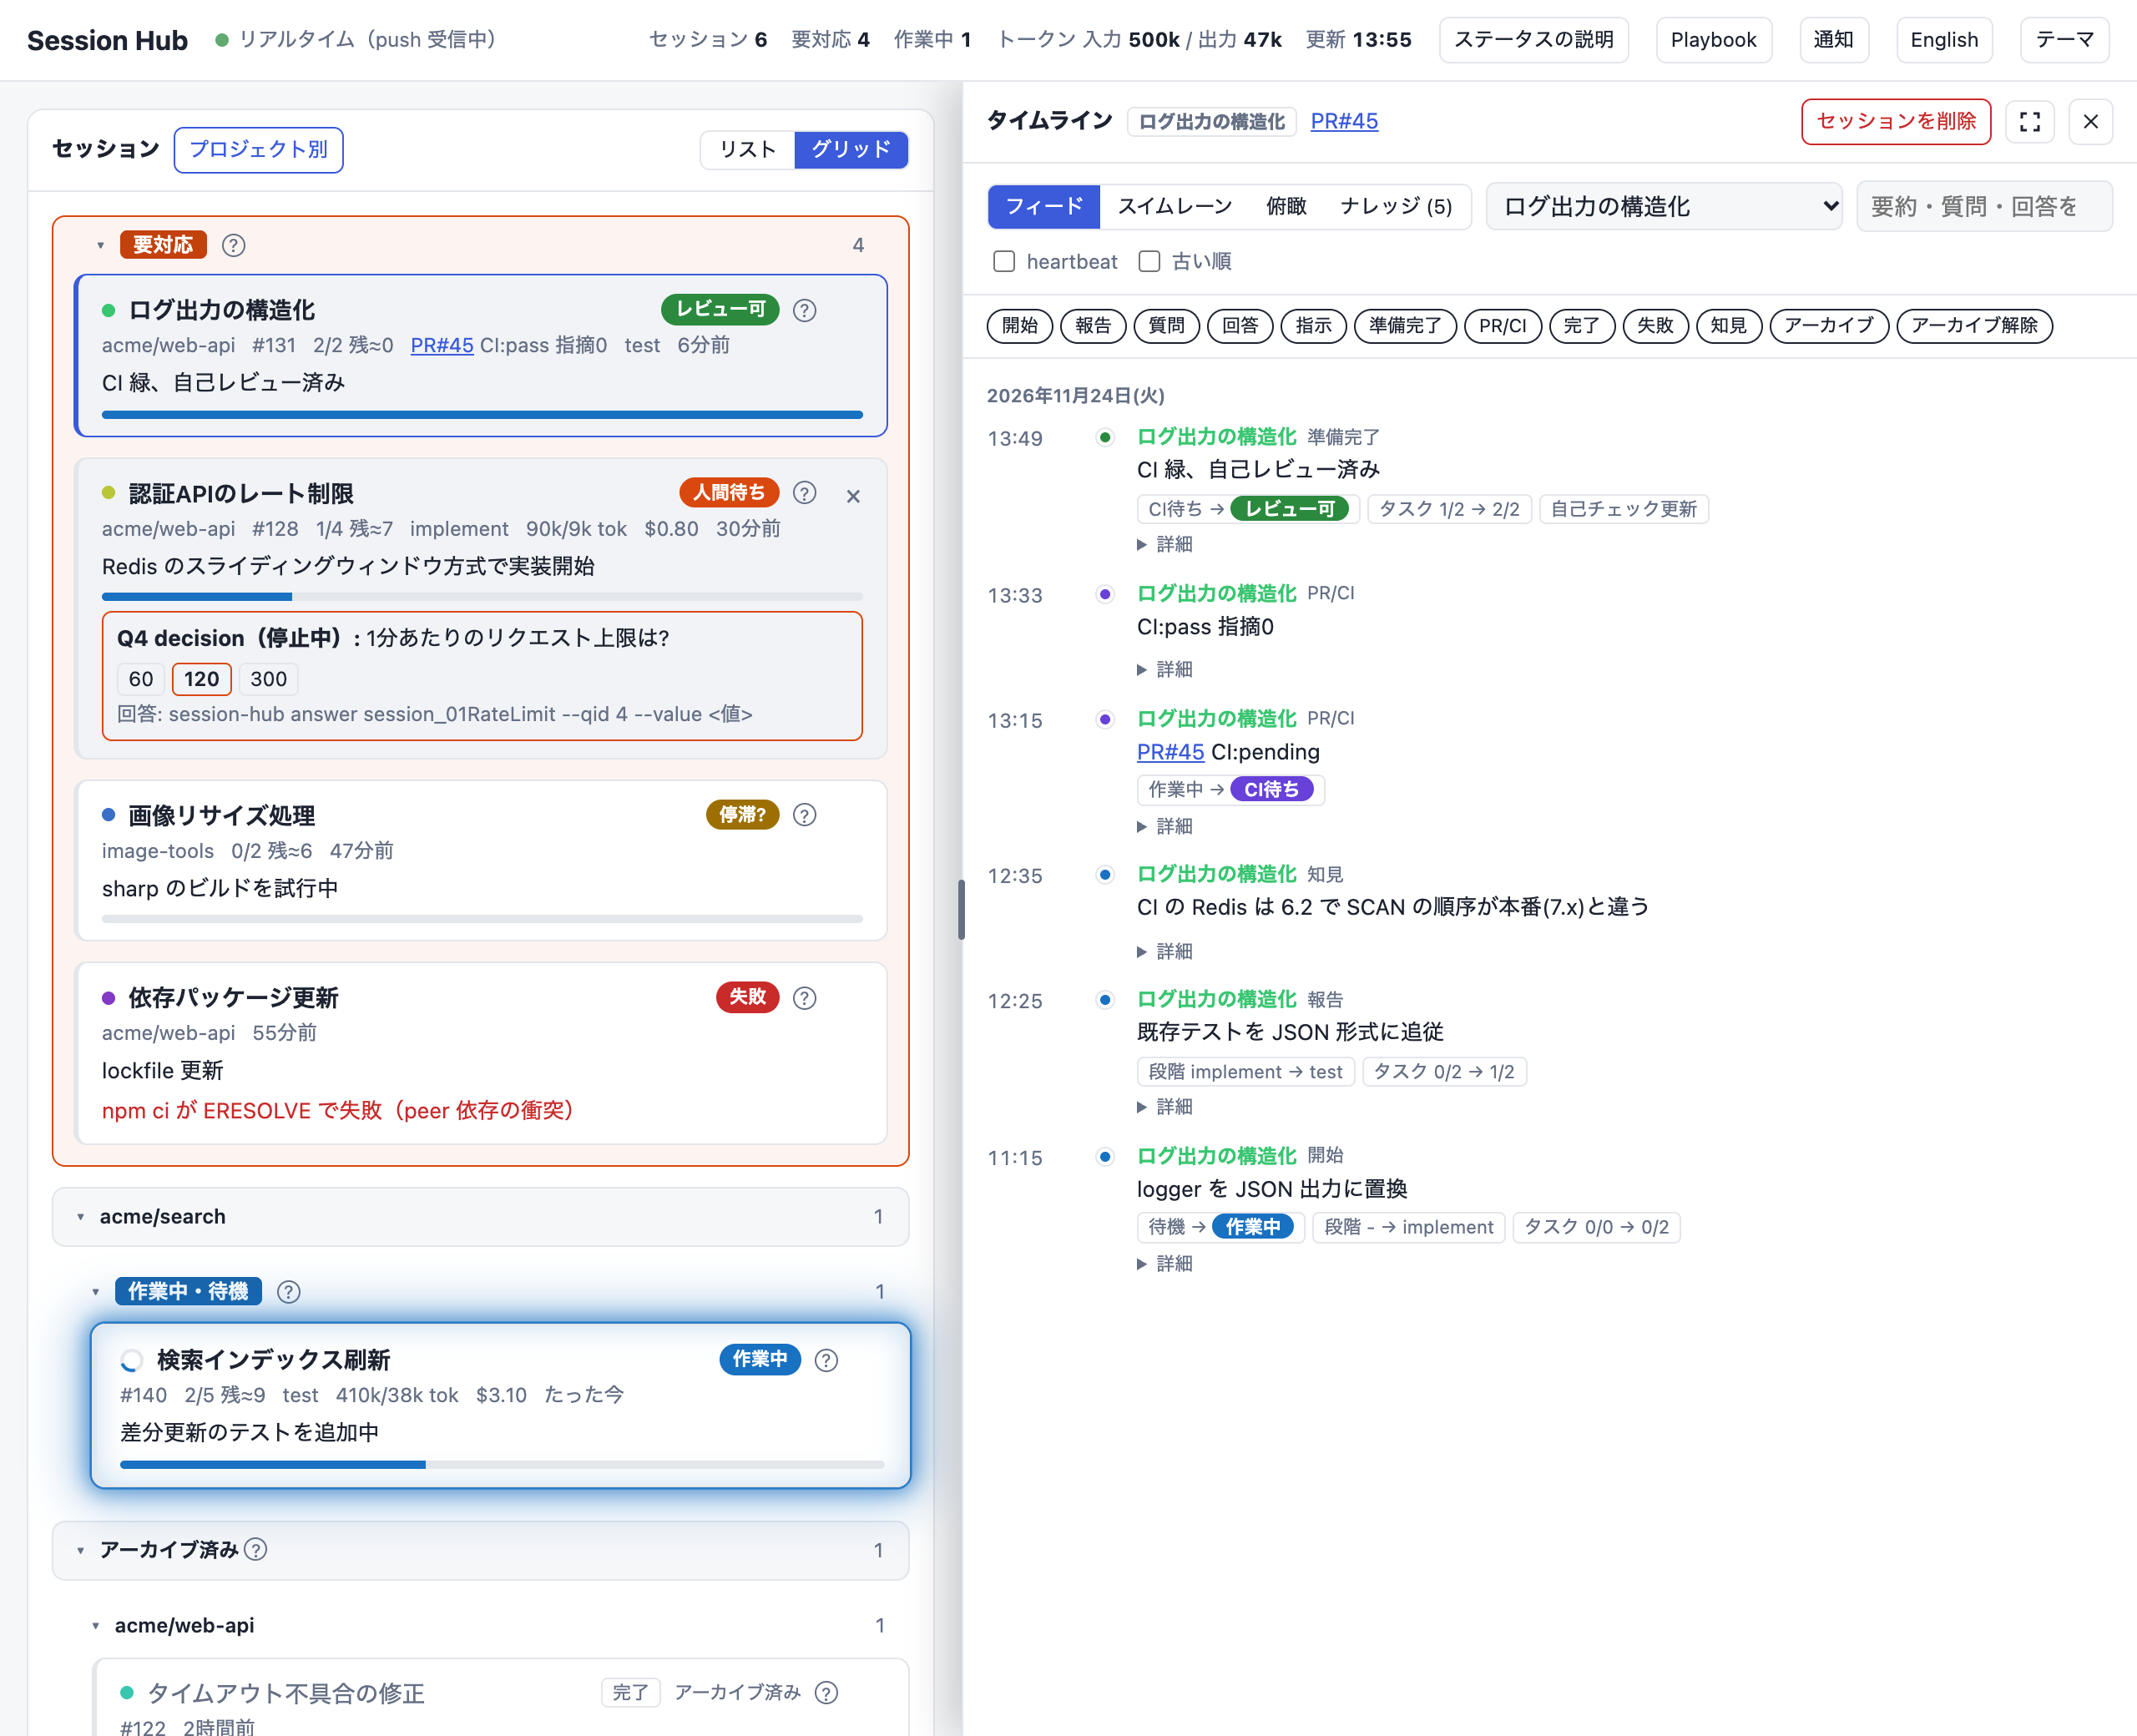 Session Hub リアルタイム（push 受信中） セッション 6 要対応 4 作業中 1 トークン 入力 500k / 出力 47k 更新 13:55 ステータスの説明 Playbook 通知 English テーマ
セッション プロジェクト別 リスト グリッド
要対応 ? 4
ログ出力の構造化 レビュー可 ?
acme/web-api #131 2/2 残≈0 PR#45 CI:pass 指摘0 test 6分前
CI 緑、自己レビュー済み
認証APIのレート制限 人間待ち ? ×
acme/web-api #128 1/4 残≈7 implement 90k/9k tok $0.80 30分前
Redis のスライディングウィンドウ方式で実装開始
Q4 decision（停止中）: 1分あたりのリクエスト上限は?
60 120 300
回答: session-hub answer session_01RateLimit --qid 4 --value <値>
画像リサイズ処理 停滞? ?
image-tools 0/2 残≈6 47分前
sharp のビルドを試行中
依存パッケージ更新 失敗 ?
acme/web-api 55分前
lockfile 更新
npm ci が ERESOLVE で失敗（peer 依存の衝突）
acme/search 1
作業中・待機 ? 1
検索インデックス刷新 作業中 ?
#140 2/5 残≈9 test 410k/38k tok $3.10 たった今
差分更新のテストを追加中
アーカイブ済み ? 1
acme/web-api 1
タイムアウト不具合の修正 完了 アーカイブ済み ?
#122 2時間前
タイムライン ログ出力の構造化 PR#45 セッションを削除 ×
フィード スイムレーン 俯瞰 ナレッジ (5) ログ出力の構造化 要約・質問・回答を
heartbeat 古い順
開始 報告 質問 回答 指示 準備完了 PR/CI 完了 失敗 知見 アーカイブ アーカイブ解除
2026年11月24日(火)
13:49 ログ出力の構造化 準備完了
CI 緑、自己レビュー済み
CI待ち → レビュー可 タスク 1/2 → 2/2 自己チェック更新
▶ 詳細
13:33 ログ出力の構造化 PR/CI
CI:pass 指摘0
▶ 詳細
13:15 ログ出力の構造化 PR/CI
PR#45 CI:pending
作業中 → CI待ち
▶ 詳細
12:35 ログ出力の構造化 知見
CI の Redis は 6.2 で SCAN の順序が本番(7.x)と違う
▶ 詳細
12:25 ログ出力の構造化 報告
既存テストを JSON 形式に追従
段階 implement → test タスク 0/2 → 1/2
▶ 詳細
11:15 ログ出力の構造化 開始
logger を JSON 出力に置換
待機 → 作業中 段階 - → implement タスク 0/0 → 0/2
▶ 詳細